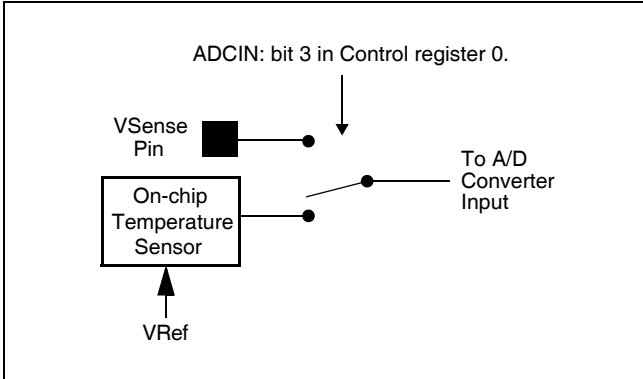 ADCIN: bit 3 in Control register 0.
VSense
Pin
To A/D
Converter
Input
On-chip
Temperature
Sensor
VRef